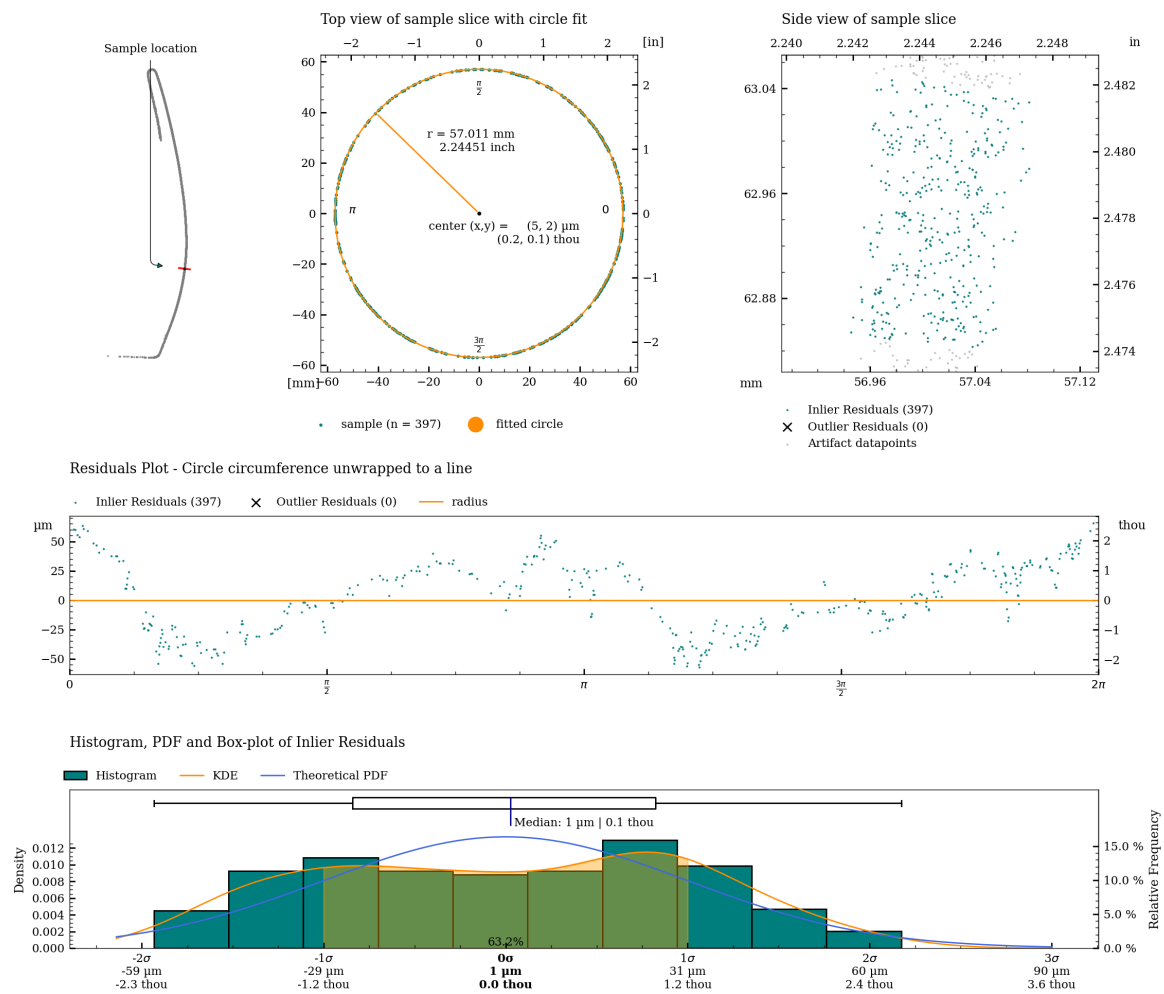 Top view of sample slice with circle fit
Side view of sample slice
Sample location
−2 −1 0 1 2 [in]
2.240 2.242 2.244 2.246 2.248 in
60
40
20
0
−20
−40
−60
2
1
0
−1
−2
π/2
r = 57.011 mm
2.24451 inch
π
0
center (x,y) = (5, 2) µm
(0.2, 0.1) thou
3π/2
[mm]
−60 −40 −20 0 20 40 60
63.04
62.96
62.88
2.482
2.480
2.478
2.476
2.474
mm
56.96 57.04 57.12
sample (n = 397) fitted circle
Inlier Residuals (397)
Outlier Residuals (0)
Artifact datapoints
Residuals Plot - Circle circumference unwrapped to a line
Inlier Residuals (397) Outlier Residuals (0) radius
µm
thou
50
25
0
−25
−50
2
1
0
−1
−2
0 π/2 π 3π/2 2π
Histogram, PDF and Box-plot of Inlier Residuals
Histogram KDE Theoretical PDF
Median: 1 µm | 0.1 thou
Density
0.012
0.010
0.008
0.006
0.004
0.002
0.000
Relative Frequency
15.0 %
10.0 %
5.0 %
0.0 %
63.2%
-2σ -1σ 0σ 1σ 2σ 3σ
-59 µm -29 µm 1 µm 31 µm 60 µm 90 µm
-2.3 thou -1.2 thou 0.0 thou 1.2 thou 2.4 thou 3.6 thou